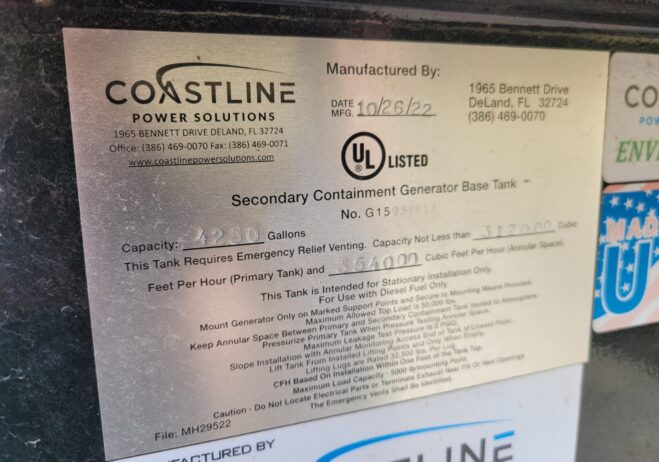 COASTLINE
POWER SOLUTIONS
1965 BENNETT DRIVE DELAND, FL 32724
Office: (386) 469-0070 Fax: (386) 469-0071
www.coastlinepowersolutions.com
Manufactured By:
1965 Bennett Drive
DeLand, FL 32724
(386) 469-0070
DATE
MFG. 10/26/22
UL LISTED
Secondary Containment Generator Base Tank
No. G15
Capacity: 4250 Gallons
This Tank Requires Emergency Relief Venting. Capacity Not Less than 312000 Cubic
Feet Per Hour (Primary Tank) and 354000 Cubic Feet Per Hour (Annular Space).
This Tank is Intended for Stationary Installation Only.
For Use with Diesel Fuel Only.
Mount Generator Only on Marked Support Points and Secure to Mounting Means Provided.
Maximum Allowed Top Load is 50,000 lbs.
Keep Annular Space Between Primary and Secondary Containment Tank Vented to Atmosphere.
Pressurize Primary Tank When Pressure Testing Annular Space.
Maximum Leakage Test Pressure is 3 PSIG.
Slope Installation with Annular Monitoring Access End of Tank at Lowest Point.
Lift Tank From Installed Lifting Points and Only When Empty.
Lifting Lugs are Rated 32,500 lbs. Per Lug.
CFH Based On Installation Within One Foot of the Tank Top.
Maximum Load Capacity - 5000 lb/mounting Point.
Caution - Do Not Locate Electrical Parts or Terminate Exhaust Near Fill Or Vent Openings
The Emergency Vents Shall Be Identified.
File: MH29522
CO
PO
ENVI
MAD
U
FACTURED BY
COASTLINE